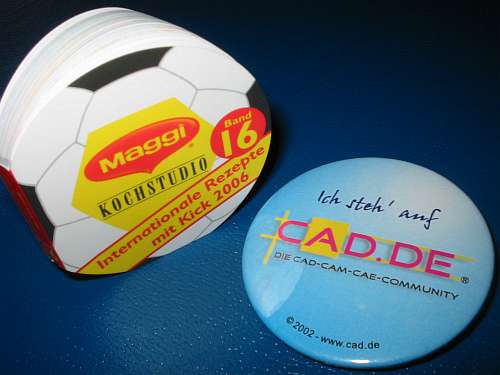 Maggi®
KOCHSTUDIO
Band
16
Internationale Rezepte
mit Kick 2006
Ich steh' auf
CAD.DE®
DIE CAD-CAM-CAE-COMMUNITY
© 2002 - www.cad.de